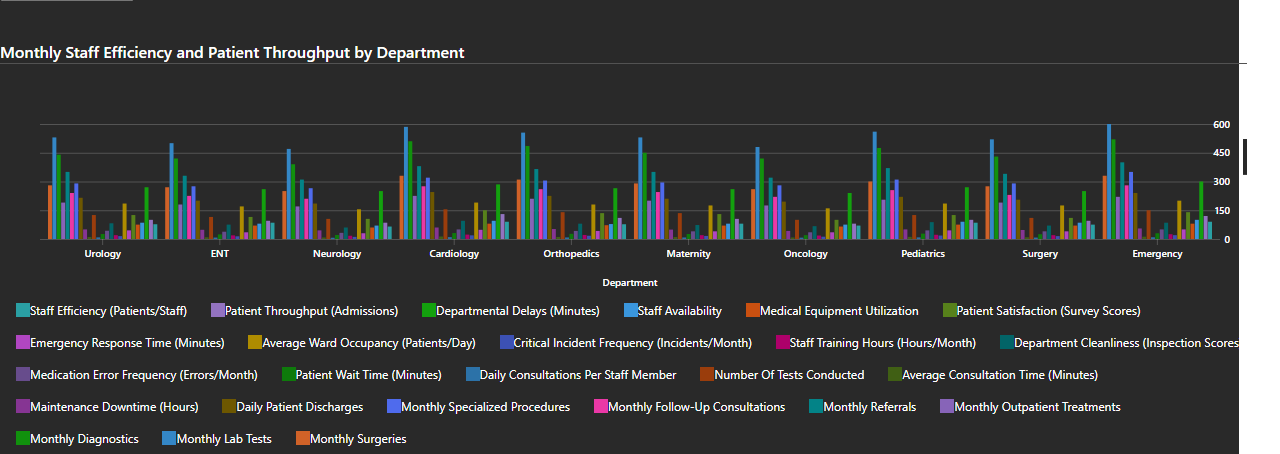 Monthly Staff Efficiency and Patient Throughput by Department
600
450
300
150
0
Urology ENT Neurology Cardiology Orthopedics Maternity Oncology Pediatrics Surgery Emergency
Department
Staff Efficiency (Patients/Staff) Patient Throughput (Admissions) Departmental Delays (Minutes) Staff Availability Medical Equipment Utilization Patient Satisfaction (Survey Scores)
Emergency Response Time (Minutes) Average Ward Occupancy (Patients/Day) Critical Incident Frequency (Incidents/Month) Staff Training Hours (Hours/Month) Department Cleanliness (Inspection Scores
Medication Error Frequency (Errors/Month) Patient Wait Time (Minutes) Daily Consultations Per Staff Member Number Of Tests Conducted Average Consultation Time (Minutes)
Maintenance Downtime (Hours) Daily Patient Discharges Monthly Specialized Procedures Monthly Follow-Up Consultations Monthly Referrals Monthly Outpatient Treatments
Monthly Diagnostics Monthly Lab Tests Monthly Surgeries